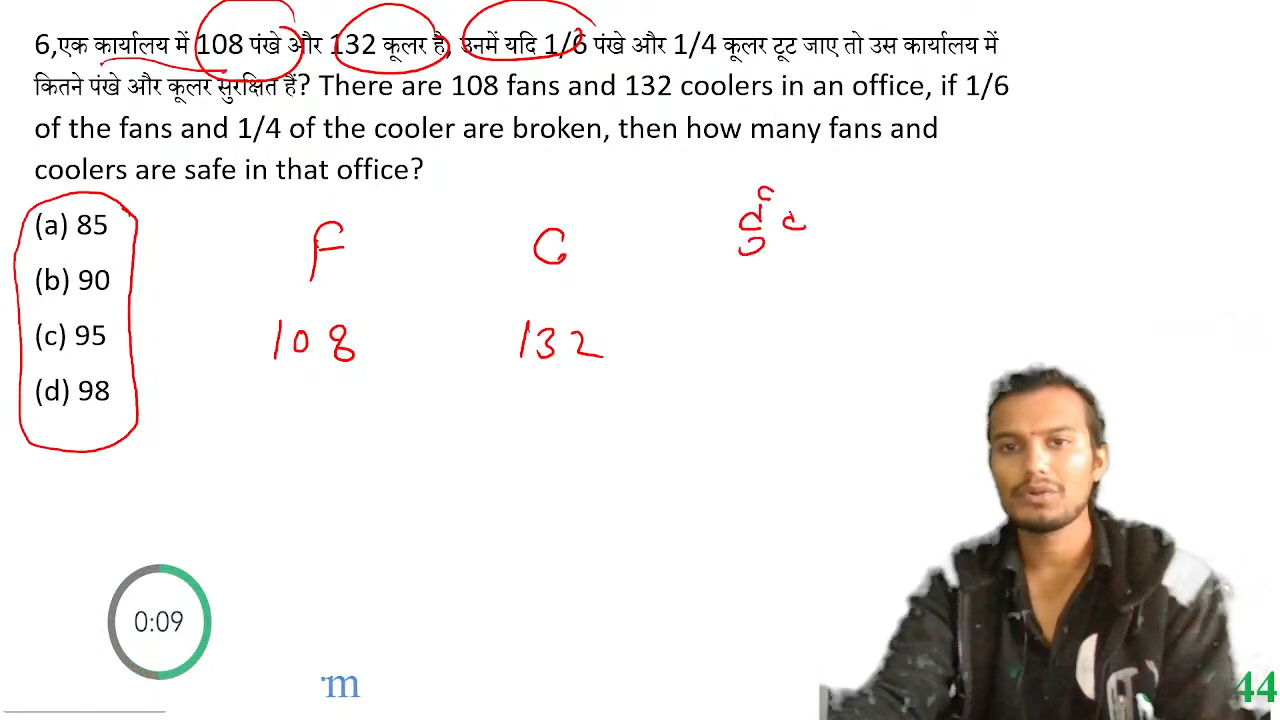 6,एक कार्यालय में 108 पंखे और 132 कूलर है, उनमें यदि 1/6 पंखे और 1/4 कूलर टूट जाए तो उस कार्यालय में
कितने पंखे और कूलर सुरक्षित हैं? There are 108 fans and 132 coolers in an office, if 1/6
of the fans and 1/4 of the cooler are broken, then how many fans and
coolers are safe in that office?
(a) 85
(b) 90
(c) 95
(d) 98
F C
108 132
0:09
m
44